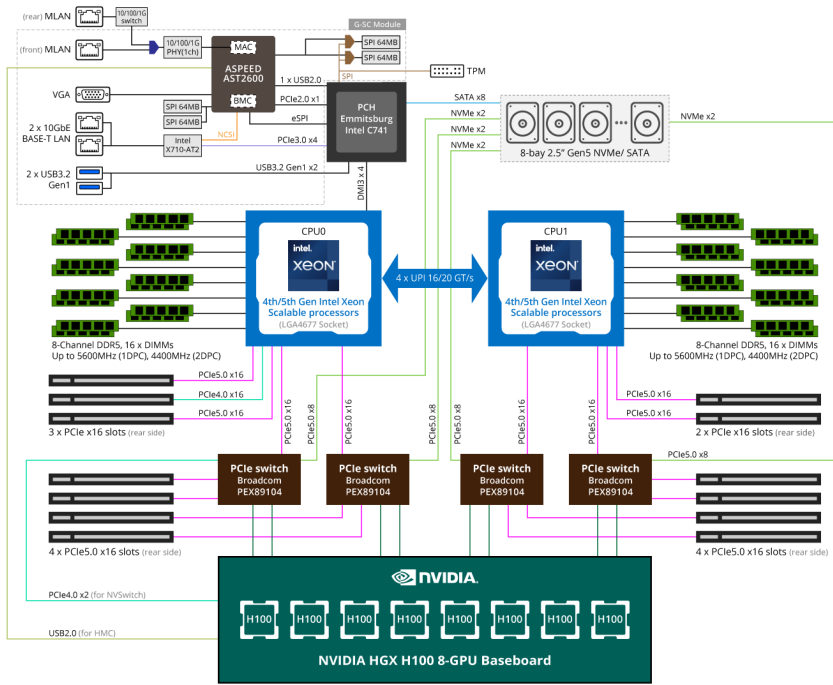 (rear) MLAN
10/100/1G
switch
G-SC Module
(front) MLAN
10/100/1G
PHY(1ch)
MAC
SPI 64MB
SPI 64MB
ASPEED
AST2600
SPI
TPM
VGA
1 x USB2.0
BMC
PCIe2.0 x1
SPI 64MB
SPI 64MB
eSPI
PCH
Emmitsburg
Intel C741
SATA x8
NVMe x2
NVMe x2
NVMe x2
NVMe x2
8-bay 2.5” Gen5 NVMe/ SATA
2 x 10GbE
BASE-T LAN
NCSI
Intel
X710-AT2
PCIe3.0 x4
2 x USB3.2
Gen1
USB3.2 Gen1 x2
DMI3 x 4
CPU0
intel.
xeon
4th/5th Gen Intel Xeon
Scalable processors
(LGA4677 Socket)
4 x UPI 16/20 GT/s
CPU1
intel.
xeon
4th/5th Gen Intel Xeon
Scalable processors
(LGA4677 Socket)
8-Channel DDR5, 16 x DIMMs
Up to 5600MHz (1DPC), 4400MHz (2DPC)
8-Channel DDR5, 16 x DIMMs
Up to 5600MHz (1DPC), 4400MHz (2DPC)
PCIe5.0 x16
PCIe4.0 x16
PCIe5.0 x16
3 x PCIe x16 slots (rear side)
PCIe5.0 x16
PCIe5.0 x8
PCIe5.0 x16
PCIe5.0 x8
PCIe5.0 x8
PCIe5.0 x16
PCIe5.0 x16
PCIe5.0 x16
PCIe5.0 x16
2 x PCIe x16 slots (rear side)
PCIe5.0 x8
PCIe switch
Broadcom
PEX89104
PCIe switch
Broadcom
PEX89104
PCIe switch
Broadcom
PEX89104
PCIe switch
Broadcom
PEX89104
4 x PCIe5.0 x16 slots (rear side)
4 x PCIe5.0 x16 slots (rear side)
PCIe4.0 x2 (for NVSwitch)
USB2.0 (for HMC)
NVIDIA.
H100 H100 H100 H100 H100 H100 H100 H100
NVIDIA HGX H100 8-GPU Baseboard